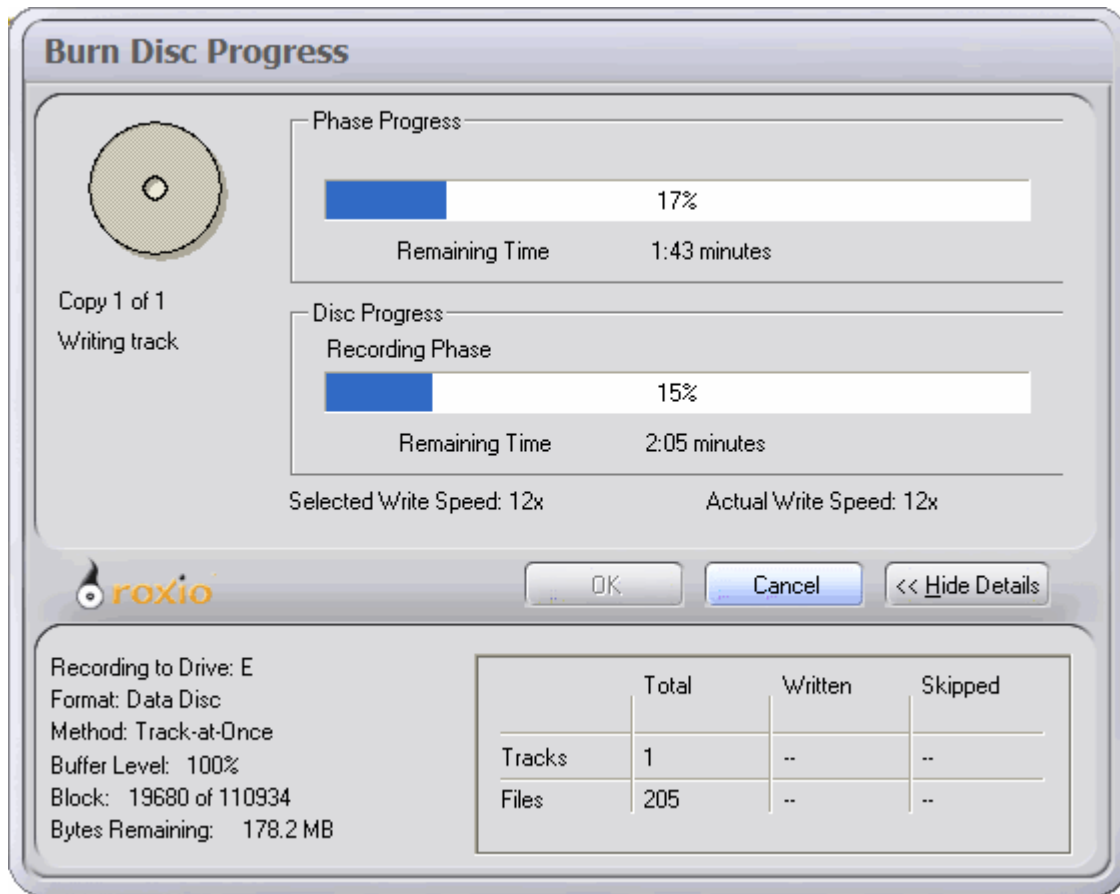 Burn Disc Progress
Phase Progress
17%
Remaining Time 1:43 minutes
Copy 1 of 1
Writing track
Disc Progress
Recording Phase
15%
Remaining Time 2:05 minutes
Selected Write Speed: 12x Actual Write Speed: 12x
roxio
OK Cancel << Hide Details
Recording to Drive: E
Format: Data Disc
Method: Track-at-Once
Buffer Level: 100%
Block: 19680 of 110934
Bytes Remaining: 178.2 MB
Total Written Skipped
Tracks 1 -- --
Files 205 -- --